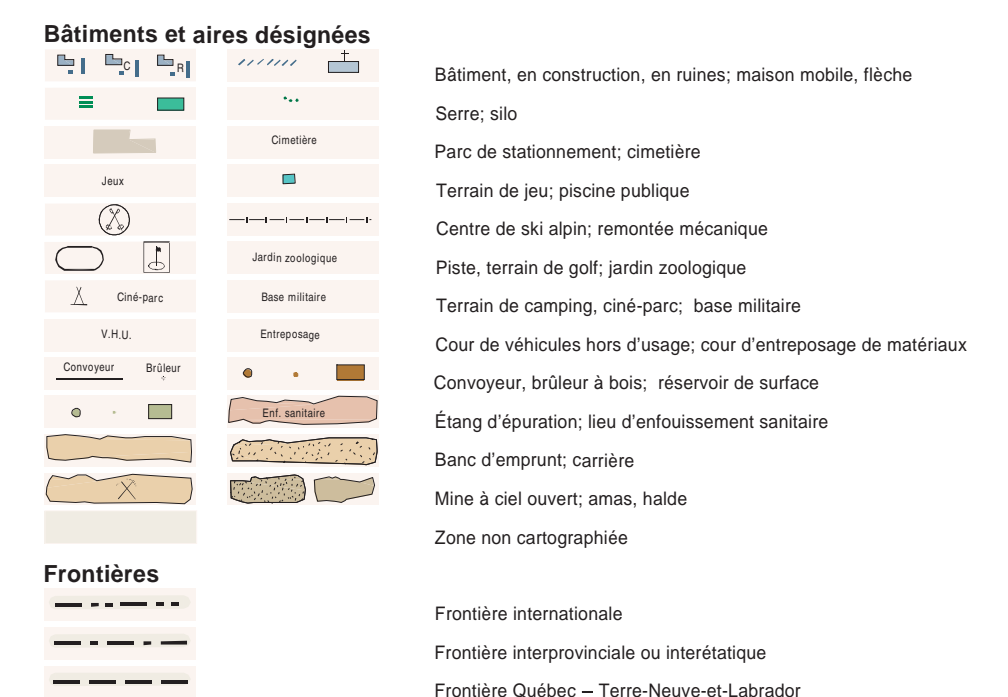 Bâtiments et aires désignées
C R Bâtiment, en construction, en ruines; maison mobile, flèche
Serre; silo
Cimetière Parc de stationnement; cimetière
Jeux Terrain de jeu; piscine publique
Centre de ski alpin; remontée mécanique
Jardin zoologique Piste, terrain de golf; jardin zoologique
Ciné-parc Base militaire Terrain de camping, ciné-parc; base militaire
V.H.U. Entreposage Cour de véhicules hors d'usage; cour d'entreposage de matériaux
Convoyeur Brûleur Convoyeur, brûleur à bois; réservoir de surface
Enf. sanitaire Étang d'épuration; lieu d'enfouissement sanitaire
Banc d'emprunt; carrière
Mine à ciel ouvert; amas, halde
Zone non cartographiée
Frontières
Frontière internationale
Frontière interprovinciale ou interétatique
Frontière Québec – Terre-Neuve-et-Labrador